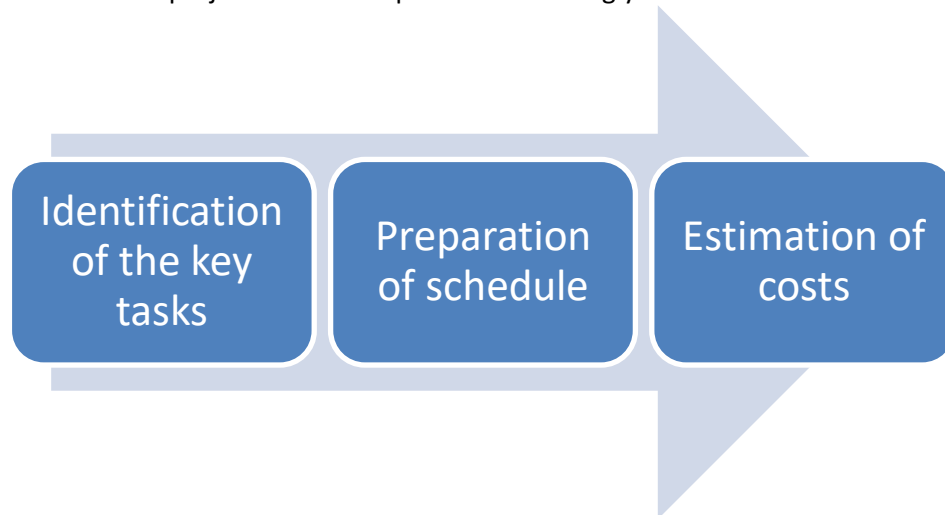 Identification
of the key
tasks
Preparation
of schedule
Estimation of
costs